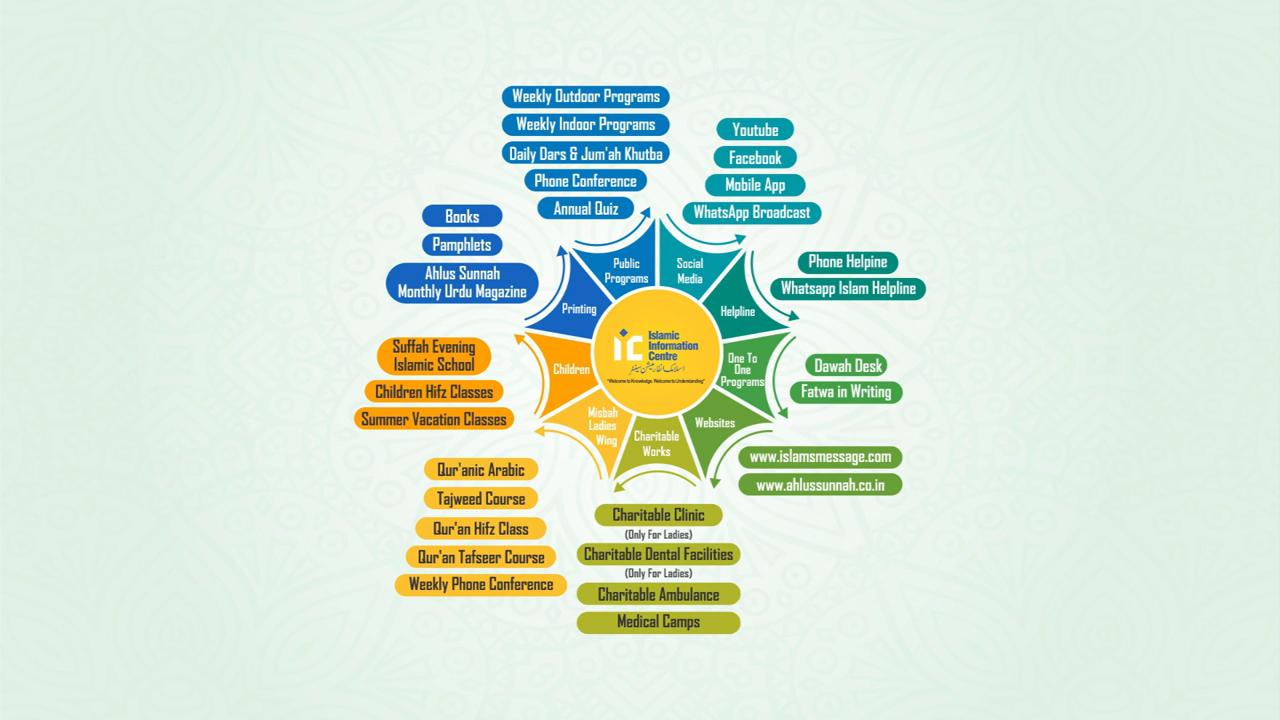 Weekly Outdoor Programs
Weekly Indoor Programs
Daily Dars & Jum'ah Khutba
Phone Conference
Annual Quiz
Youtube
Facebook
Mobile App
WhatsApp Broadcast
Books
Pamphlets
Ahlus Sunnah
Monthly Urdu Magazine
Phone Helpine
Whatsapp Islam Helpline
Public
Programs
Social
Media
Printing
Helpline
Children
One To
One
Programs
Misbah
Ladies
Wing
Charitable
Works
Websites
iC
Islamic
Information
Centre
اسلامک انفارمیشن سینٹر
"Welcome to Knowledge. Welcome to Understanding"
Suffah Evening
Islamic School
Children Hifz Classes
Summer Vacation Classes
Dawah Desk
Fatwa in Writing
www.islamsmessage.com
www.ahlussunnah.co.in
Qur'anic Arabic
Tajweed Course
Qur'an Hifz Class
Qur'an Tafseer Course
Weekly Phone Conference
Charitable Clinic
(Only For Ladies)
Charitable Dental Facilities
(Only For Ladies)
Charitable Ambulance
Medical Camps